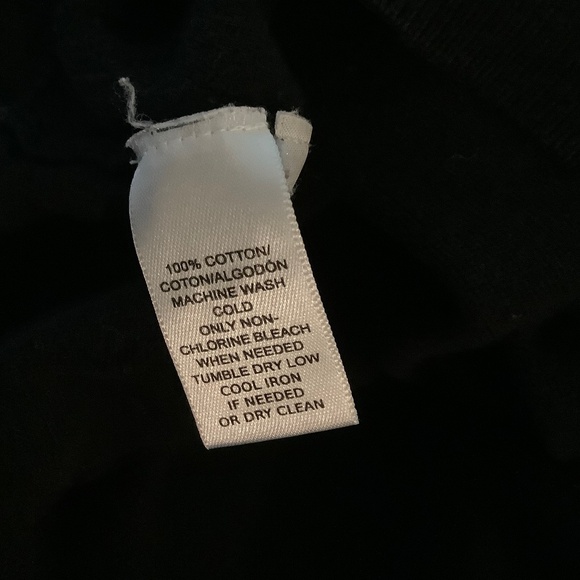 100% COTTON/
COTON/ALGODÓN
MACHINE WASH
COLD
ONLY NON-
CHLORINE BLEACH
WHEN NEEDED
TUMBLE DRY LOW
COOL IRON
IF NEEDED
OR DRY CLEAN